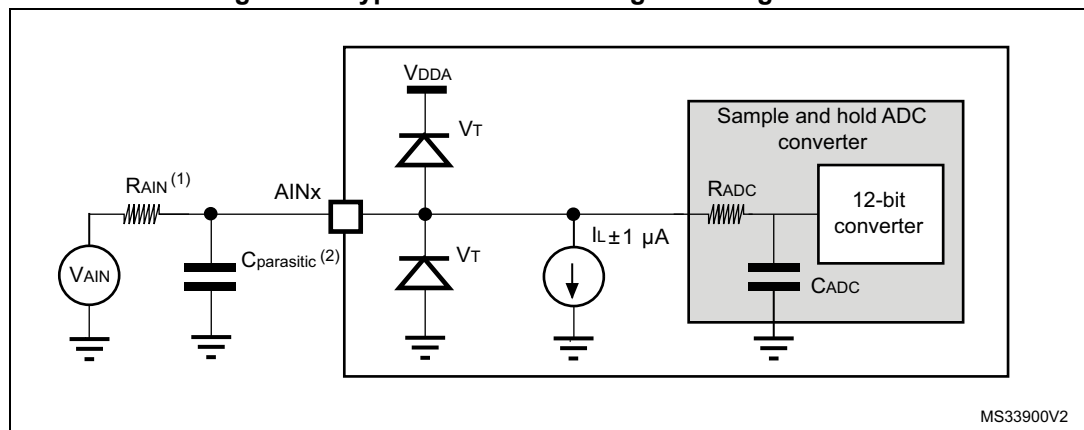 VDDA
Sample and hold ADC
converter
VT
RAIN (1)
AINx
RADC
12-bit
converter
IL±1 µA
VAIN
Cparasitic (2)
VT
CADC
MS33900V2